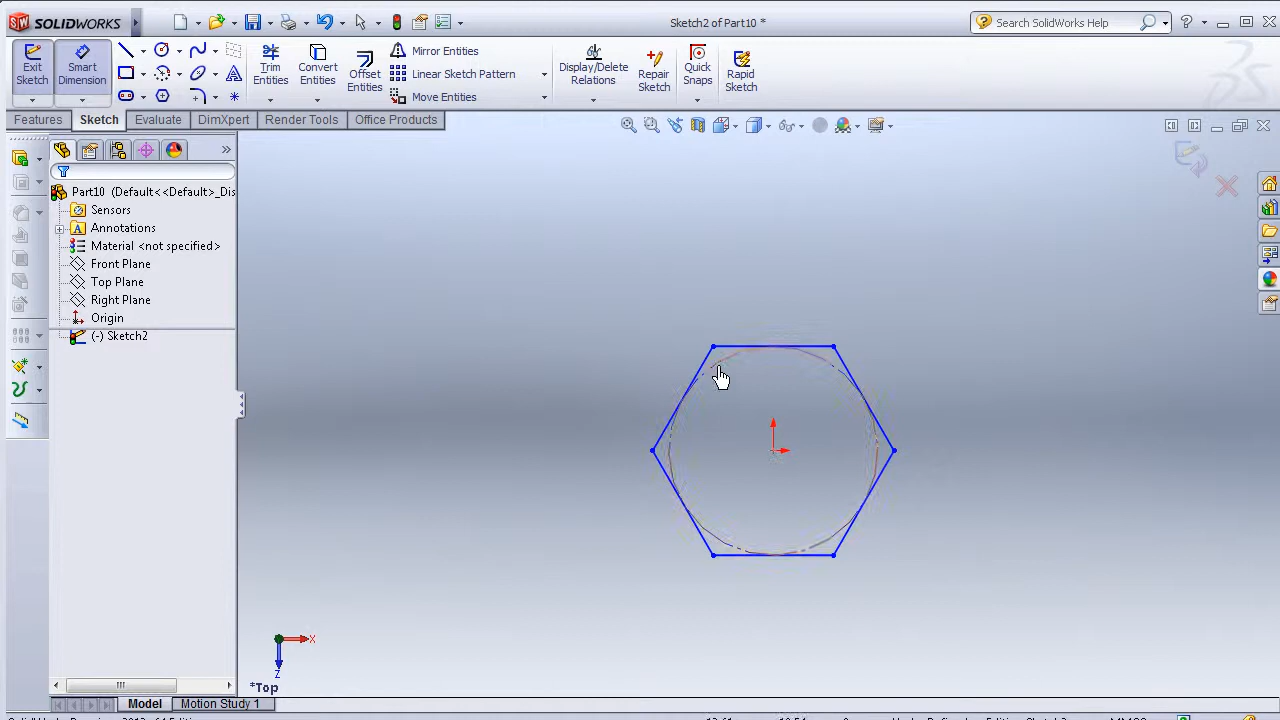 SOLIDWORKS
Sketch2 of Part10 *
Search SolidWorks Help
Exit Sketch
Smart Dimension
Trim Entities
Convert Entities
Offset Entities
Mirror Entities
Linear Sketch Pattern
Move Entities
Display/Delete Relations
Repair Sketch
Quick Snaps
Rapid Sketch
Features
Sketch
Evaluate
DimXpert
Render Tools
Office Products
Part10 (Default<<Default>_Dis
Sensors
Annotations
Material <not specified>
Front Plane
Top Plane
Right Plane
Origin
(-) Sketch2
X
Z
*Top
Model
Motion Study 1